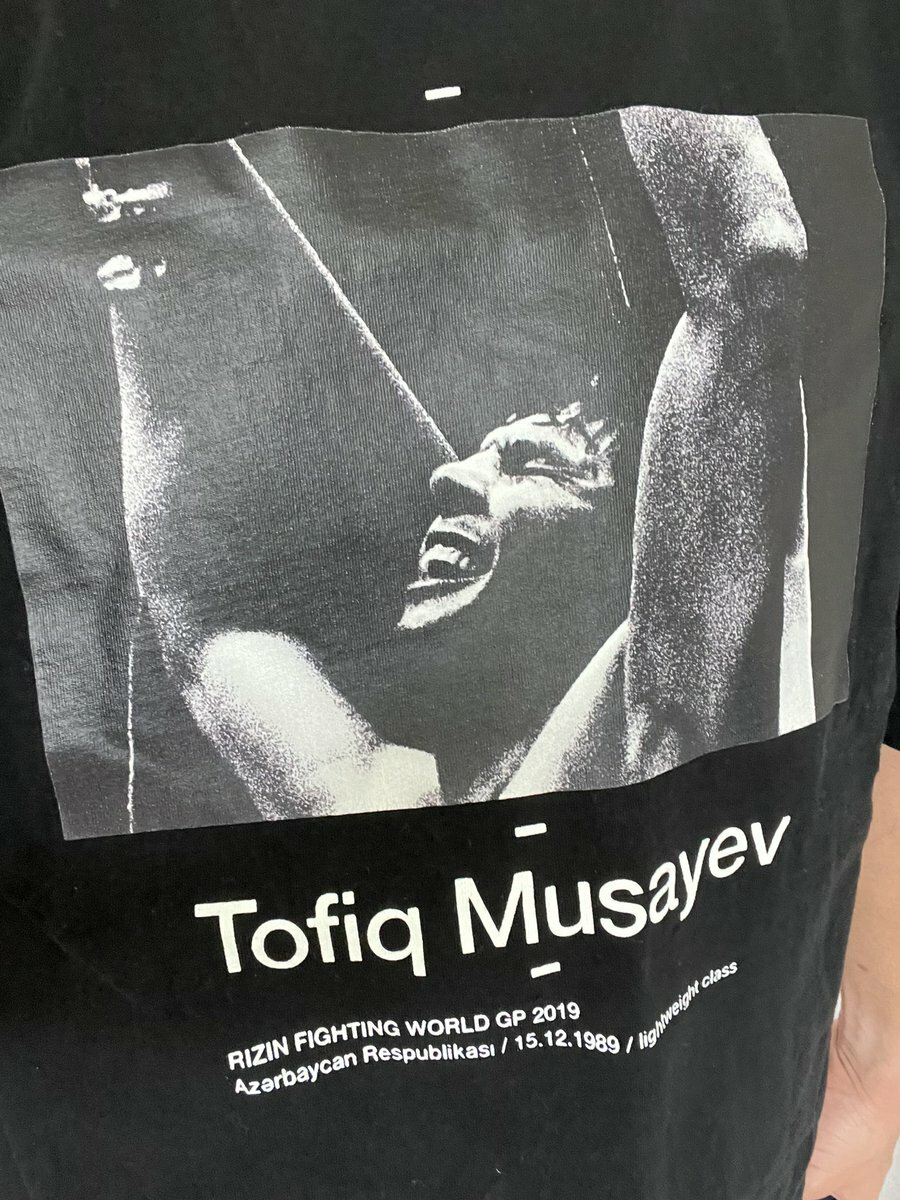 Tofiq Musayev
RIZIN FIGHTING WORLD GP 2019
Azərbaycan Respublikası / 15.12.1989 / lightweight class